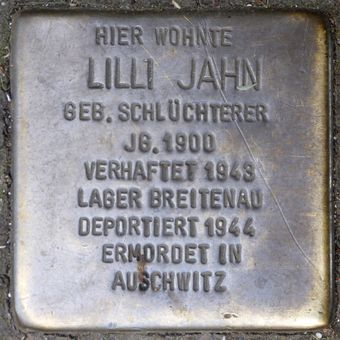 HIER WOHNTE
LILLI JAHN
GEB. SCHLÜCHTERER
JG. 1900
VERHAFTET 1943
LAGER BREITENAU
DEPORTIERT 1944
ERMORDET IN
AUSCHWITZ